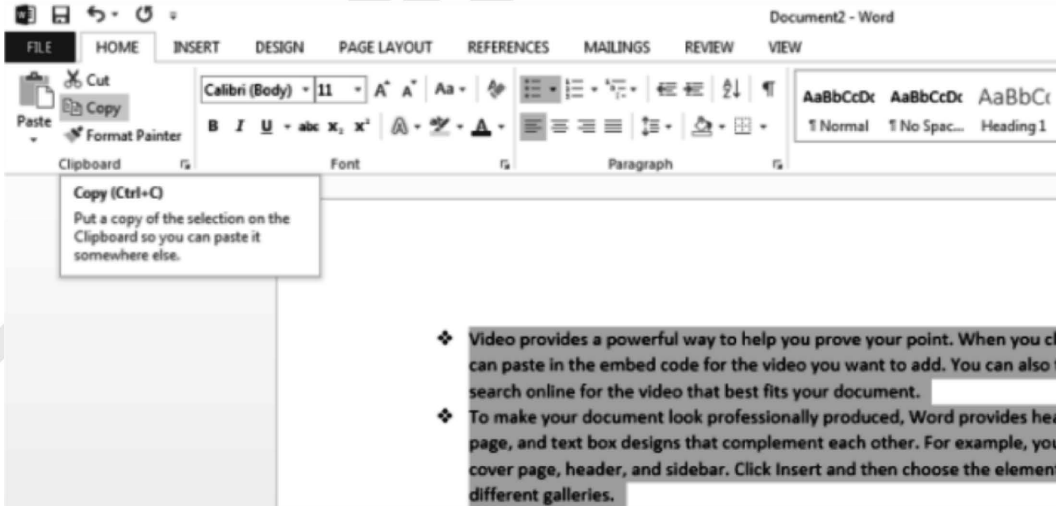 Document2 - Word
FILE HOME INSERT DESIGN PAGE LAYOUT REFERENCES MAILINGS REVIEW VIEW
Cut
Copy
Format Painter
Paste
Calibri (Body) 11 A A Aa
B I U abc X₂ X² A A
AaBbCcDc AaBbCcDc AaBbCc
¶ Normal ¶ No Spac... Heading 1
Clipboard Font Paragraph
Copy (Ctrl+C)
Put a copy of the selection on the
Clipboard so you can paste it
somewhere else.
❖ Video provides a powerful way to help you prove your point. When you cl
can paste in the embed code for the video you want to add. You can also
search online for the video that best fits your document.
❖ To make your document look professionally produced, Word provides hea
page, and text box designs that complement each other. For example, you
cover page, header, and sidebar. Click Insert and then choose the element
different galleries.